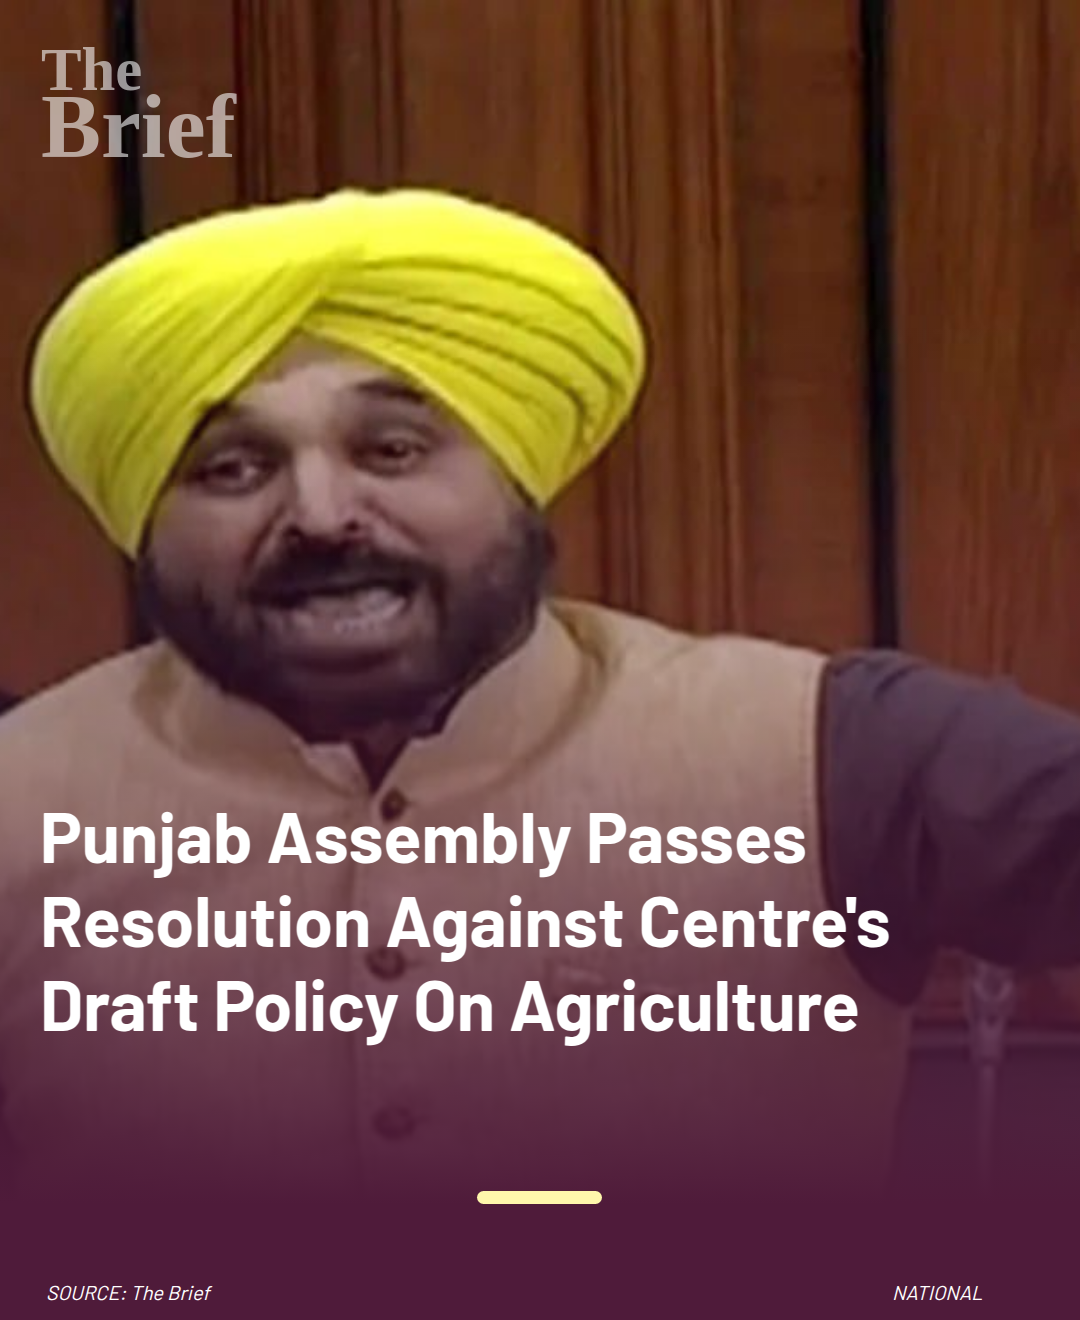 The
Brief
Punjab Assembly Passes
Resolution Against Centre's
Draft Policy On Agriculture
SOURCE: The Brief
NATIONAL